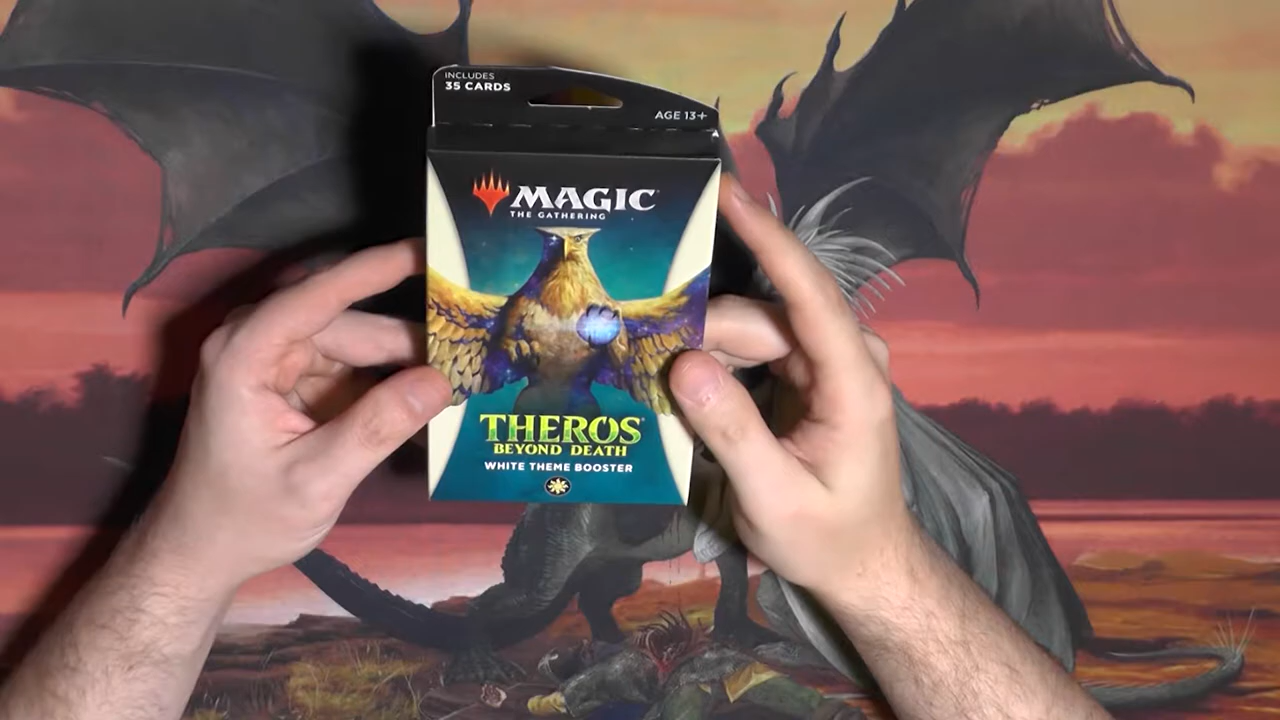 INCLUDES
35 CARDS
AGE 13+
MAGIC
THE GATHERING
THEROS
BEYOND DEATH
WHITE THEME BOOSTER